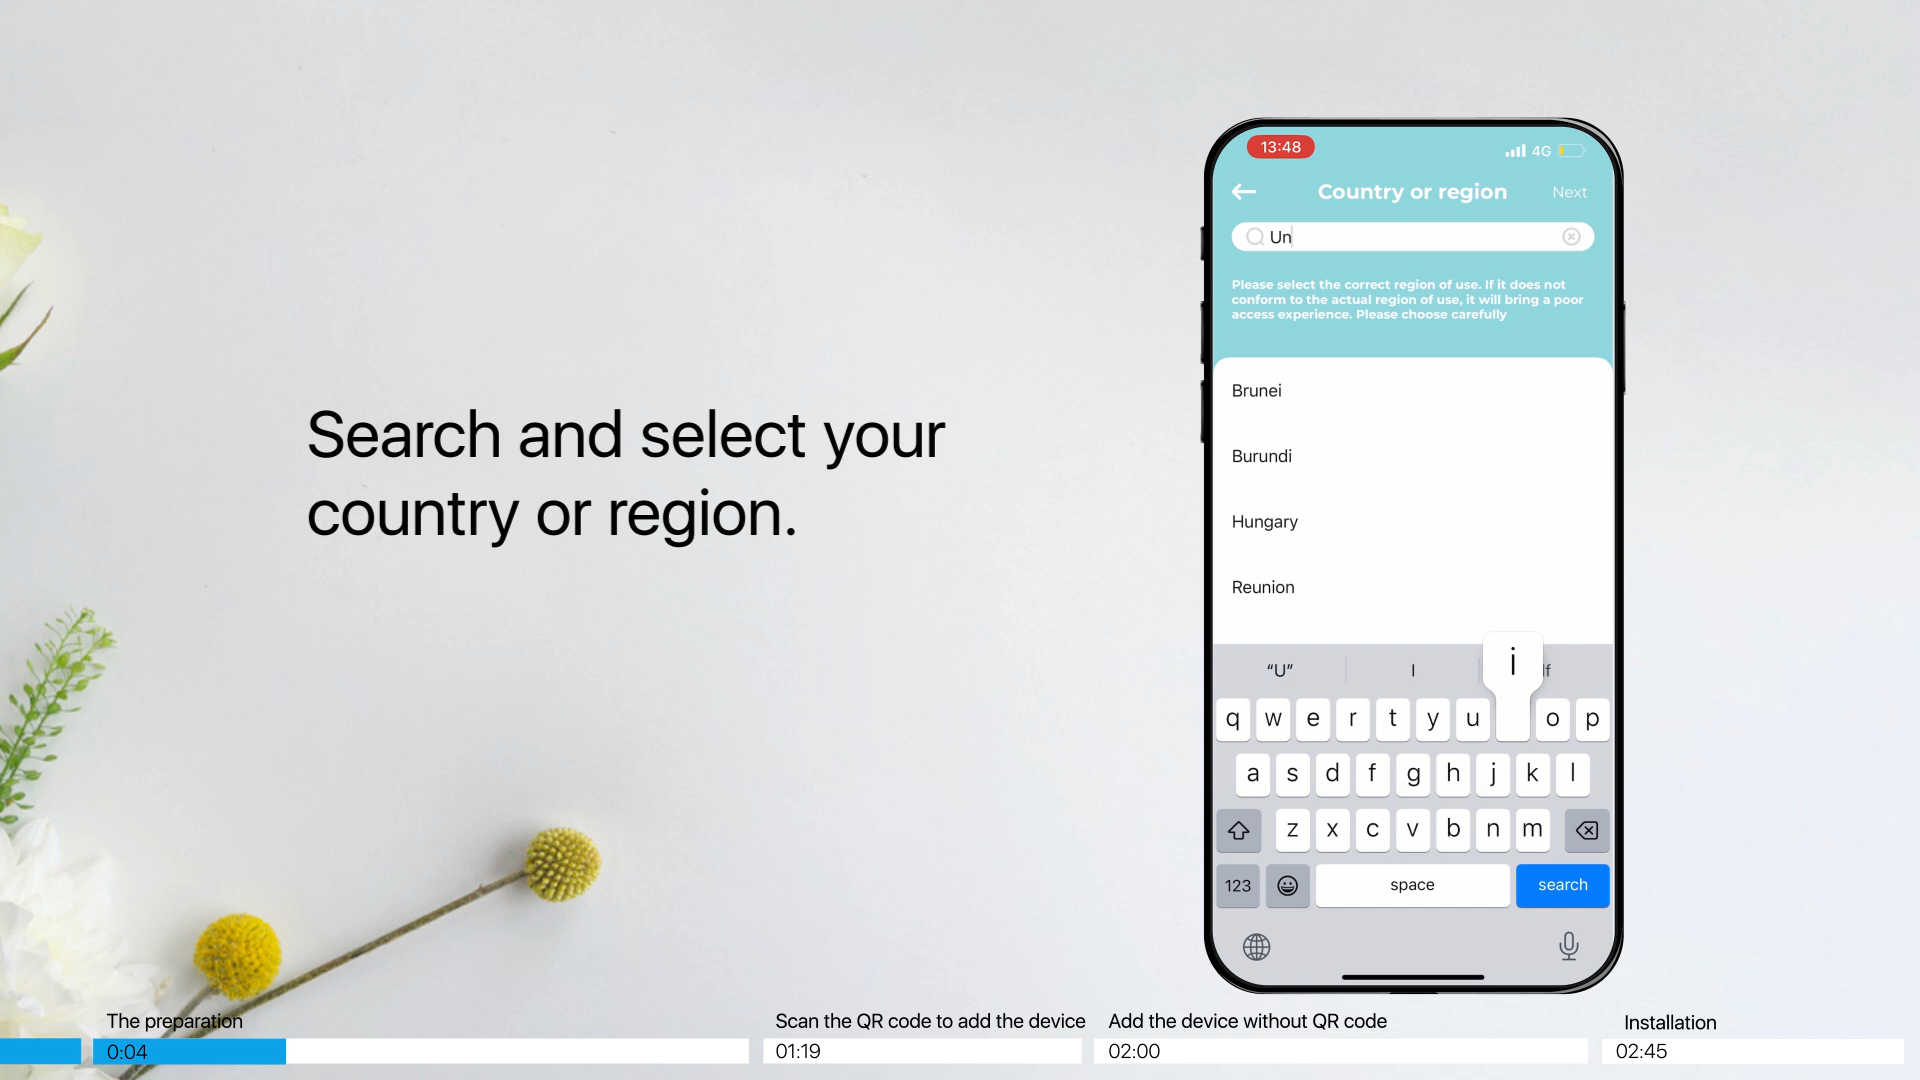 Search and select your
country or region.
13:48
4G
Country or region
Next
Un
Please select the correct region of use. If it does not
conform to the actual region of use, it will bring a poor
access experience. Please choose carefully
Brunei
Burundi
Hungary
Reunion
“U”
I
i
q w e r t y u o p
a s d f g h j k l
z x c v b n m
123
space
search
The preparation
0:04
Scan the QR code to add the device
01:19
Add the device without QR code
02:00
Installation
02:45